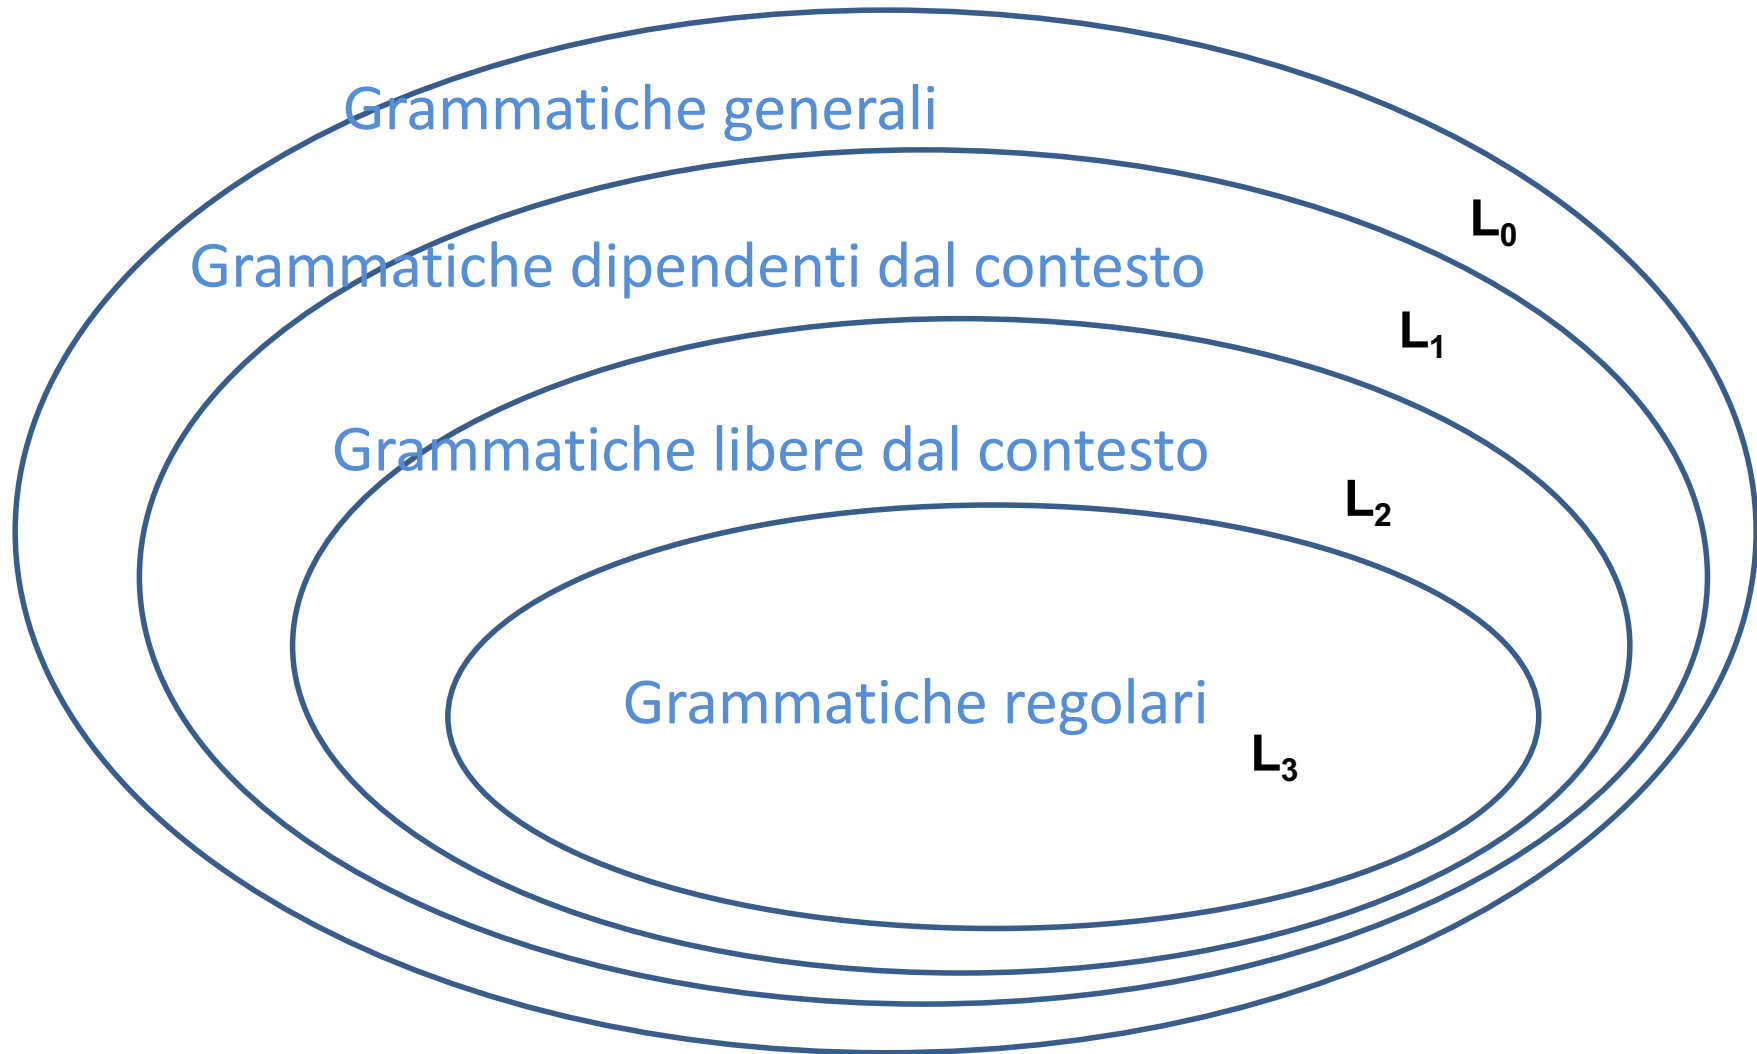 Grammatiche generali
L₀
Grammatiche dipendenti dal contesto
L₁
Grammatiche libere dal contesto
L₂
Grammatiche regolari
L₃